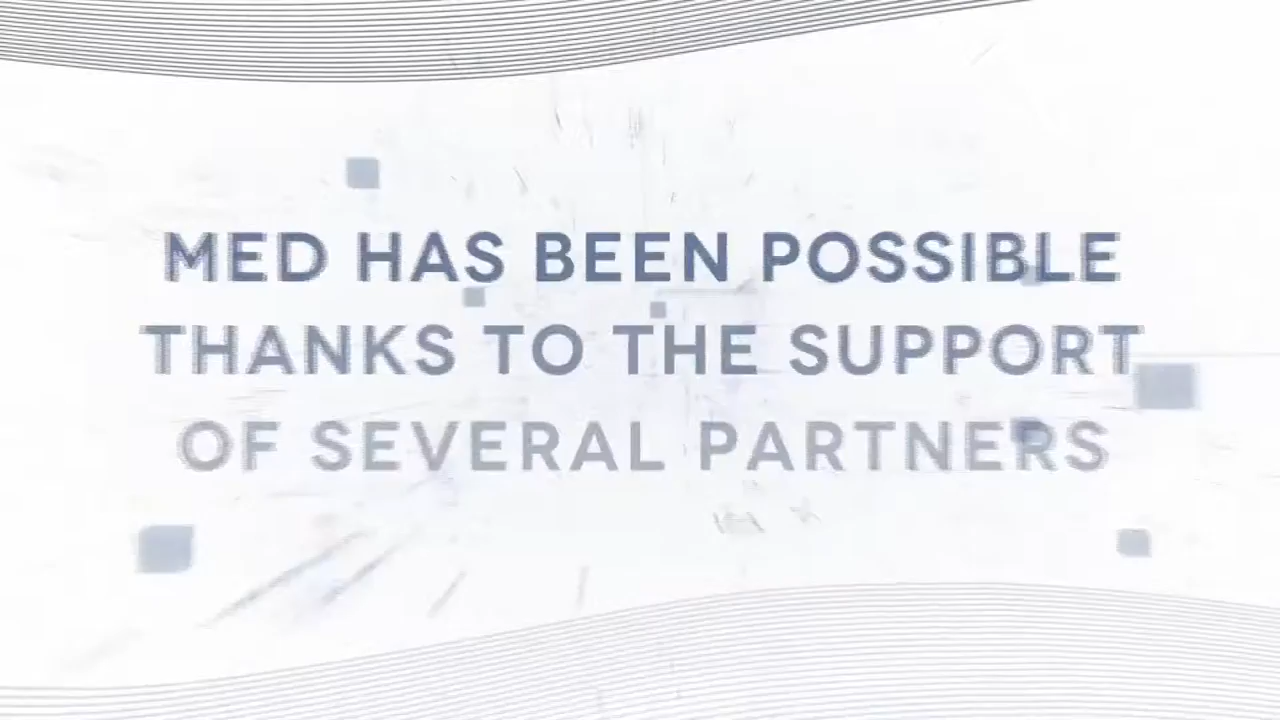 MED HAS BEEN POSSIBLE
THANKS TO THE SUPPORT
OF SEVERAL PARTNERS